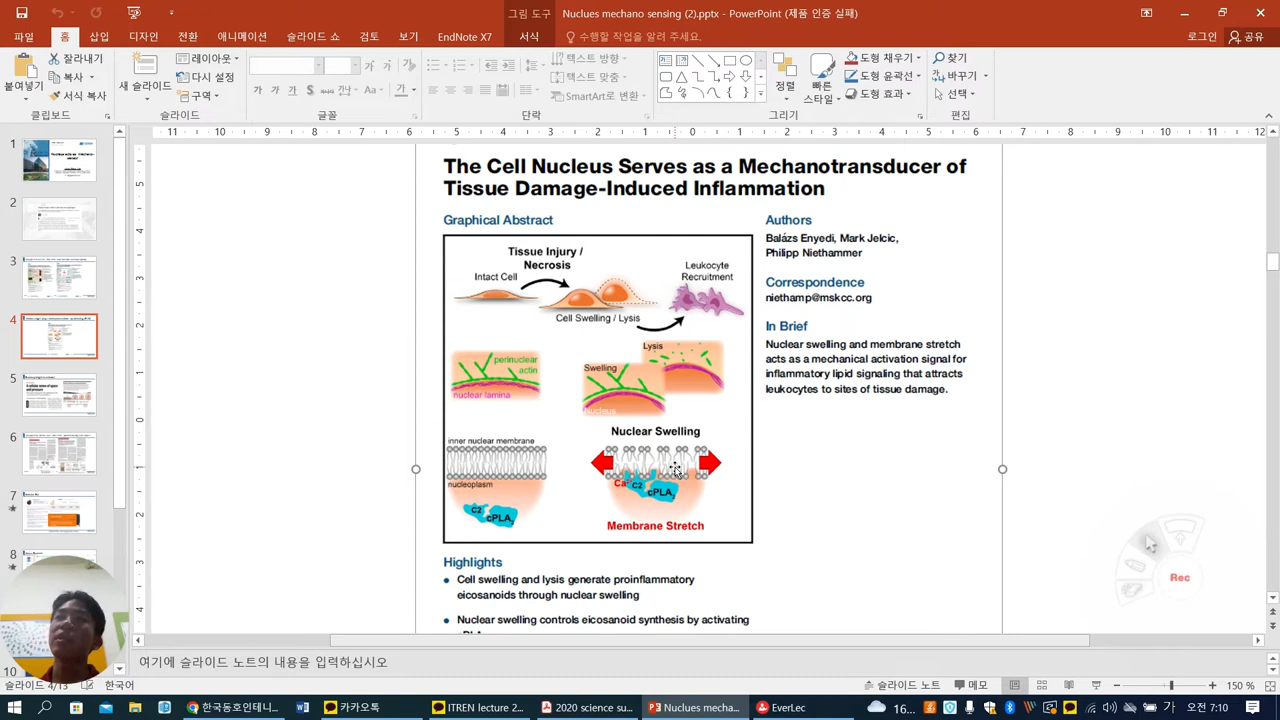 그림 도구
Nuclues mechano sensing (2).pptx - PowerPoint (제품 인증 실패)
파일 홈 삽입 디자인 전환 애니메이션 슬라이드 쇼 검토 보기 EndNote X7 서식 수행할 작업을 알려 주세요. 로그인 공유
붙여넣기
잘라내기
복사
서식 복사
새 슬라이드
레이아웃
다시 설정
구역
텍스트 방향
텍스트 맞춤
SmartArt로 변환
정렬
빠른 스타일
도형 채우기
도형 윤곽선
도형 효과
찾기
바꾸기
선택
클립보드 슬라이드 글꼴 단락 그리기 편집
The Cell Nucleus Serves as a Mechanotransducer of
Tissue Damage-Induced Inflammation
Graphical Abstract
Tissue Injury /
Necrosis
Intact Cell
Leukocyte
Recruitment
Cell Swelling / Lysis
perinuclear
actin
nuclear lamina
Lysis
Swelling
Nucleus
Nuclear Swelling
inner nuclear membrane
nucleoplasm
C2 cPLA
Ca C2 cPLA2
Membrane Stretch
Authors
Balázs Enyedi, Mark Jelcic,
Philipp Niethammer
Correspondence
niethamp@mskcc.org
In Brief
Nuclear swelling and membrane stretch
acts as a mechanical activation signal for
inflammatory lipid signaling that attracts
leukocytes to sites of tissue damage.
Highlights
Cell swelling and lysis generate proinflammatory
eicosanoids through nuclear swelling
Nuclear swelling controls eicosanoid synthesis by activating
Rec
1
2
3
4
5
6
7
8
10
여기에 슬라이드 노트의 내용을 입력하십시오
슬라이드 4/13 한국어 슬라이드 노트 메모 150 %
한국동호인테니... 카카오톡 ITREN lecture 2... 2020 science su... Nuclues mecha... EverLec 16... 오전 7:10